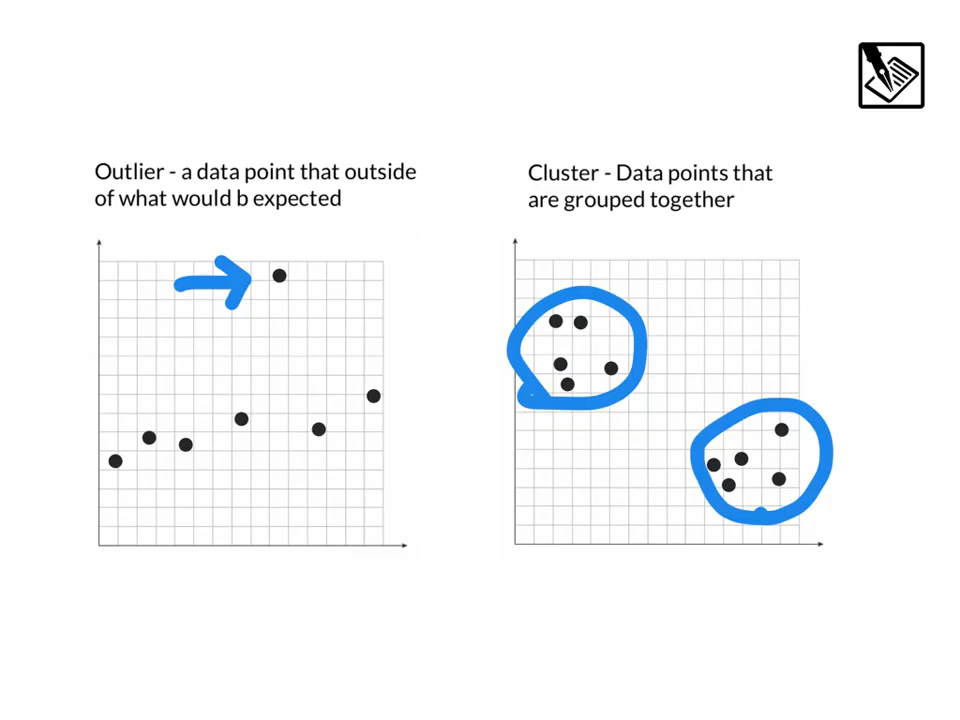 Outlier - a data point that outside
of what would b expected
Cluster - Data points that
are grouped together